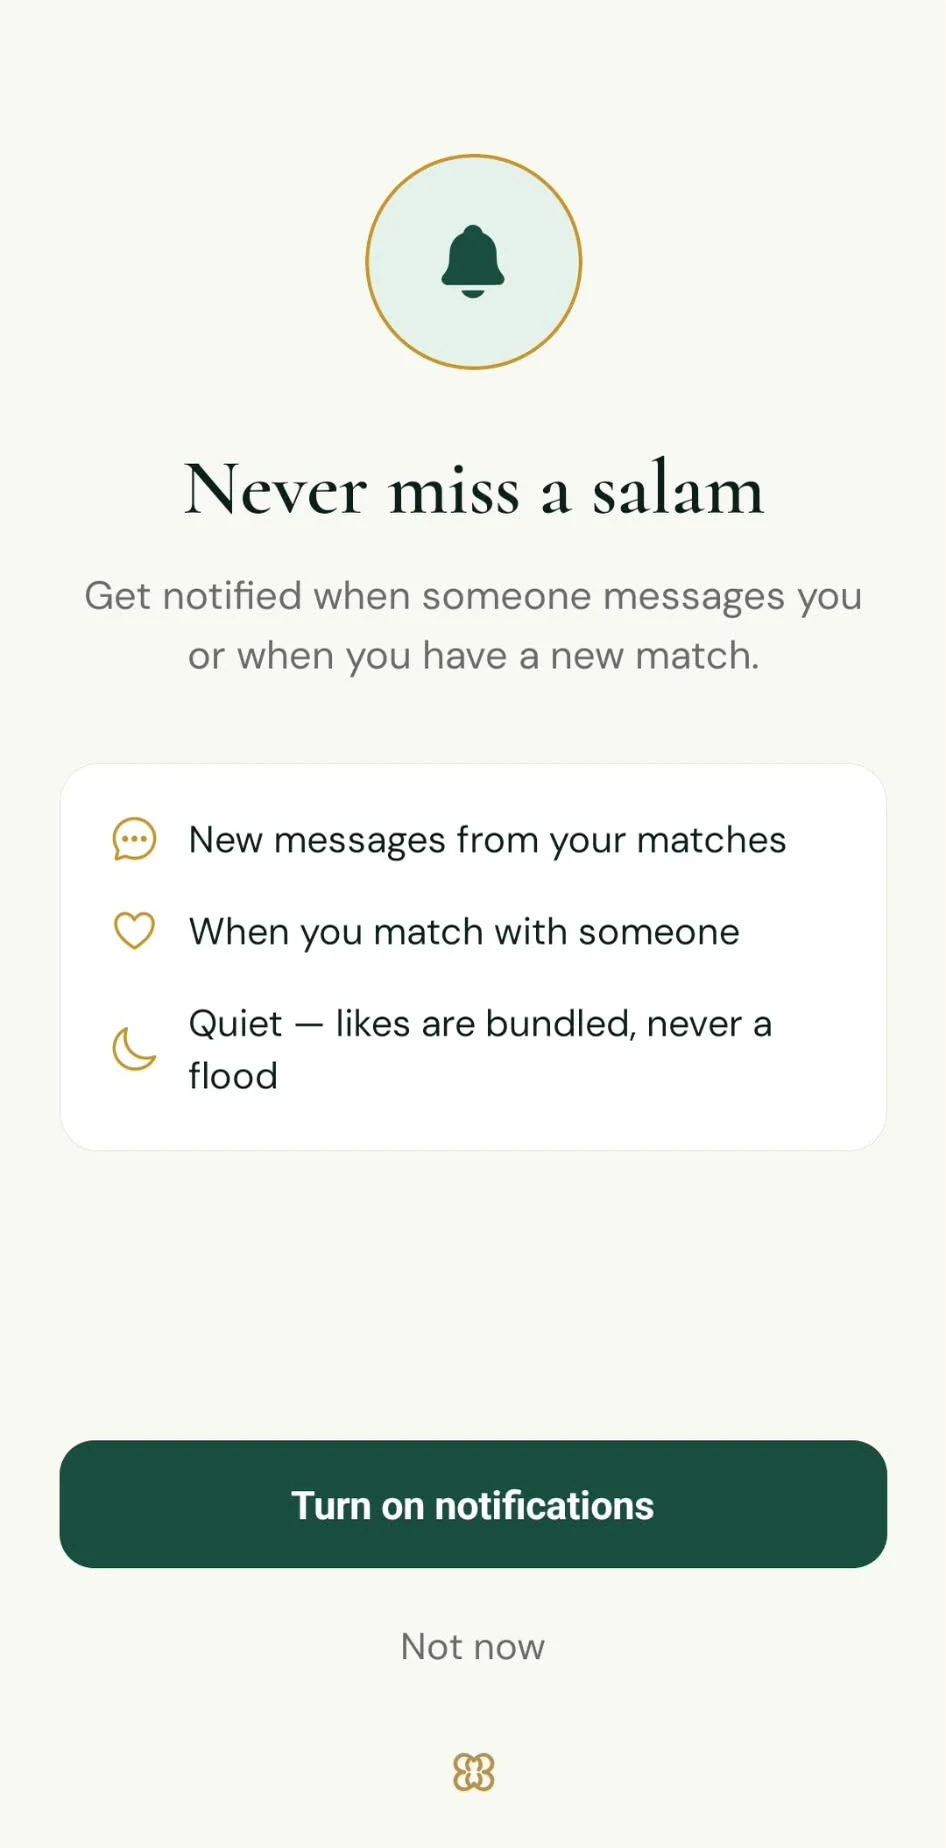 Never miss a salam
Get notified when someone messages you
or when you have a new match.
New messages from your matches
When you match with someone
Quiet — likes are bundled, never a
flood
Turn on notifications
Not now